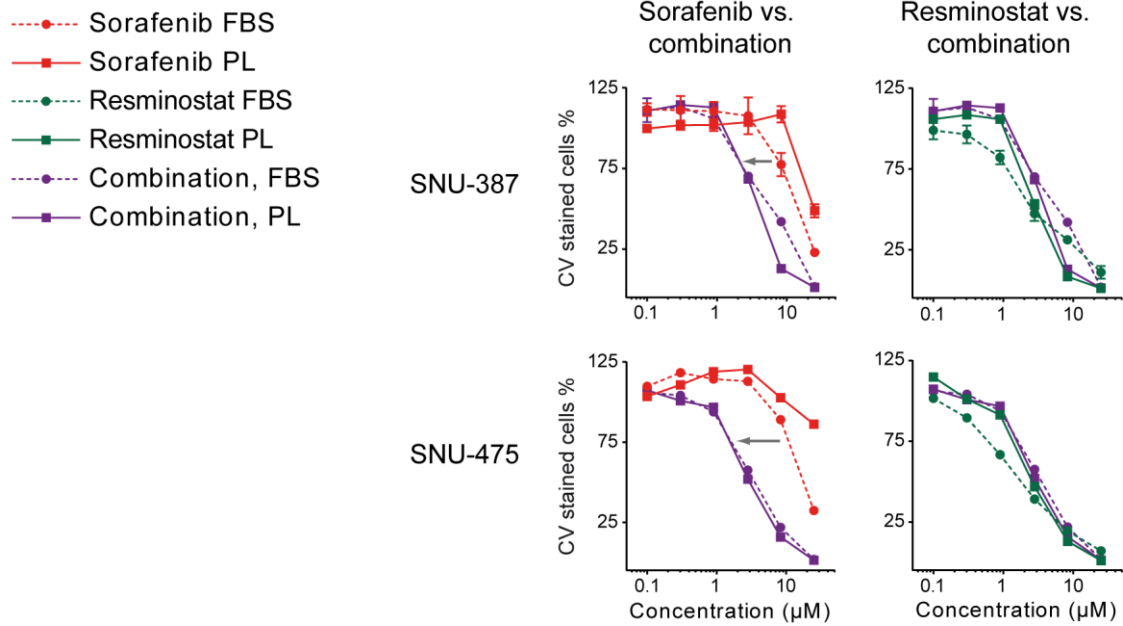 Sorafenib FBS
Sorafenib PL
Resminostat FBS
Resminostat PL
Combination, FBS
Combination, PL
Sorafenib vs.
combination
Resminostat vs.
combination
SNU-387
CV stained cells %
125
75
25
0.1
1
10
125
75
25
0.1
1
10
SNU-475
CV stained cells %
125
75
25
0.1
1
10
Concentration (µM)
125
75
25
0.1
1
10
Concentration (µM)